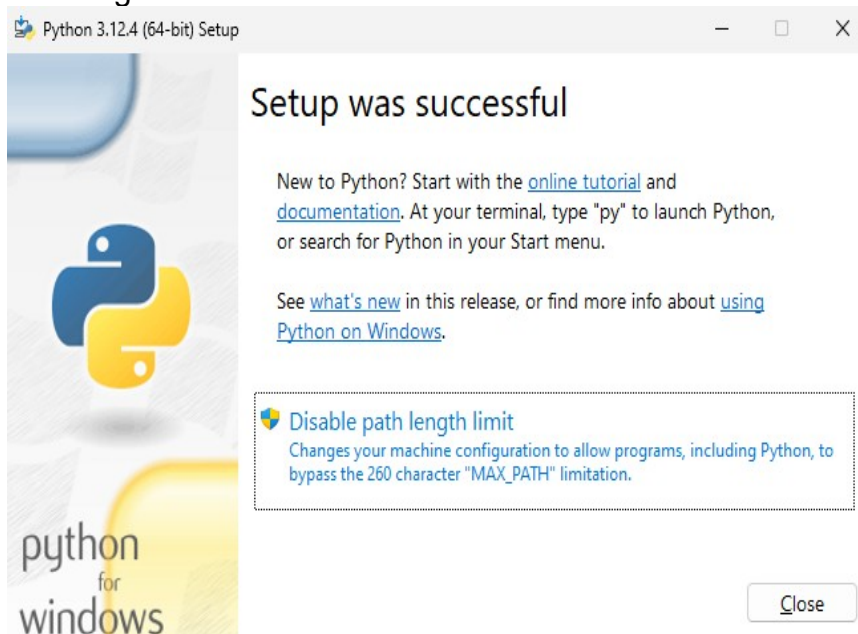 Python 3.12.4 (64-bit) Setup
Setup was successful
New to Python? Start with the online tutorial and
documentation. At your terminal, type "py" to launch Python,
or search for Python in your Start menu.
See what's new in this release, or find more info about using
Python on Windows.
Disable path length limit
Changes your machine configuration to allow programs, including Python, to
bypass the 260 character "MAX_PATH" limitation.
python
for
windows
Close